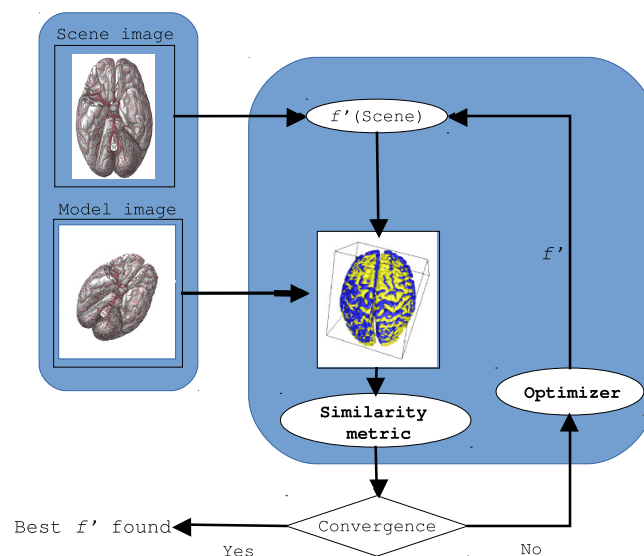 Scene image
f'(Scene)
Model image
f'
Optimizer
Similarity
metric
Convergence
Best f' found
Yes
No